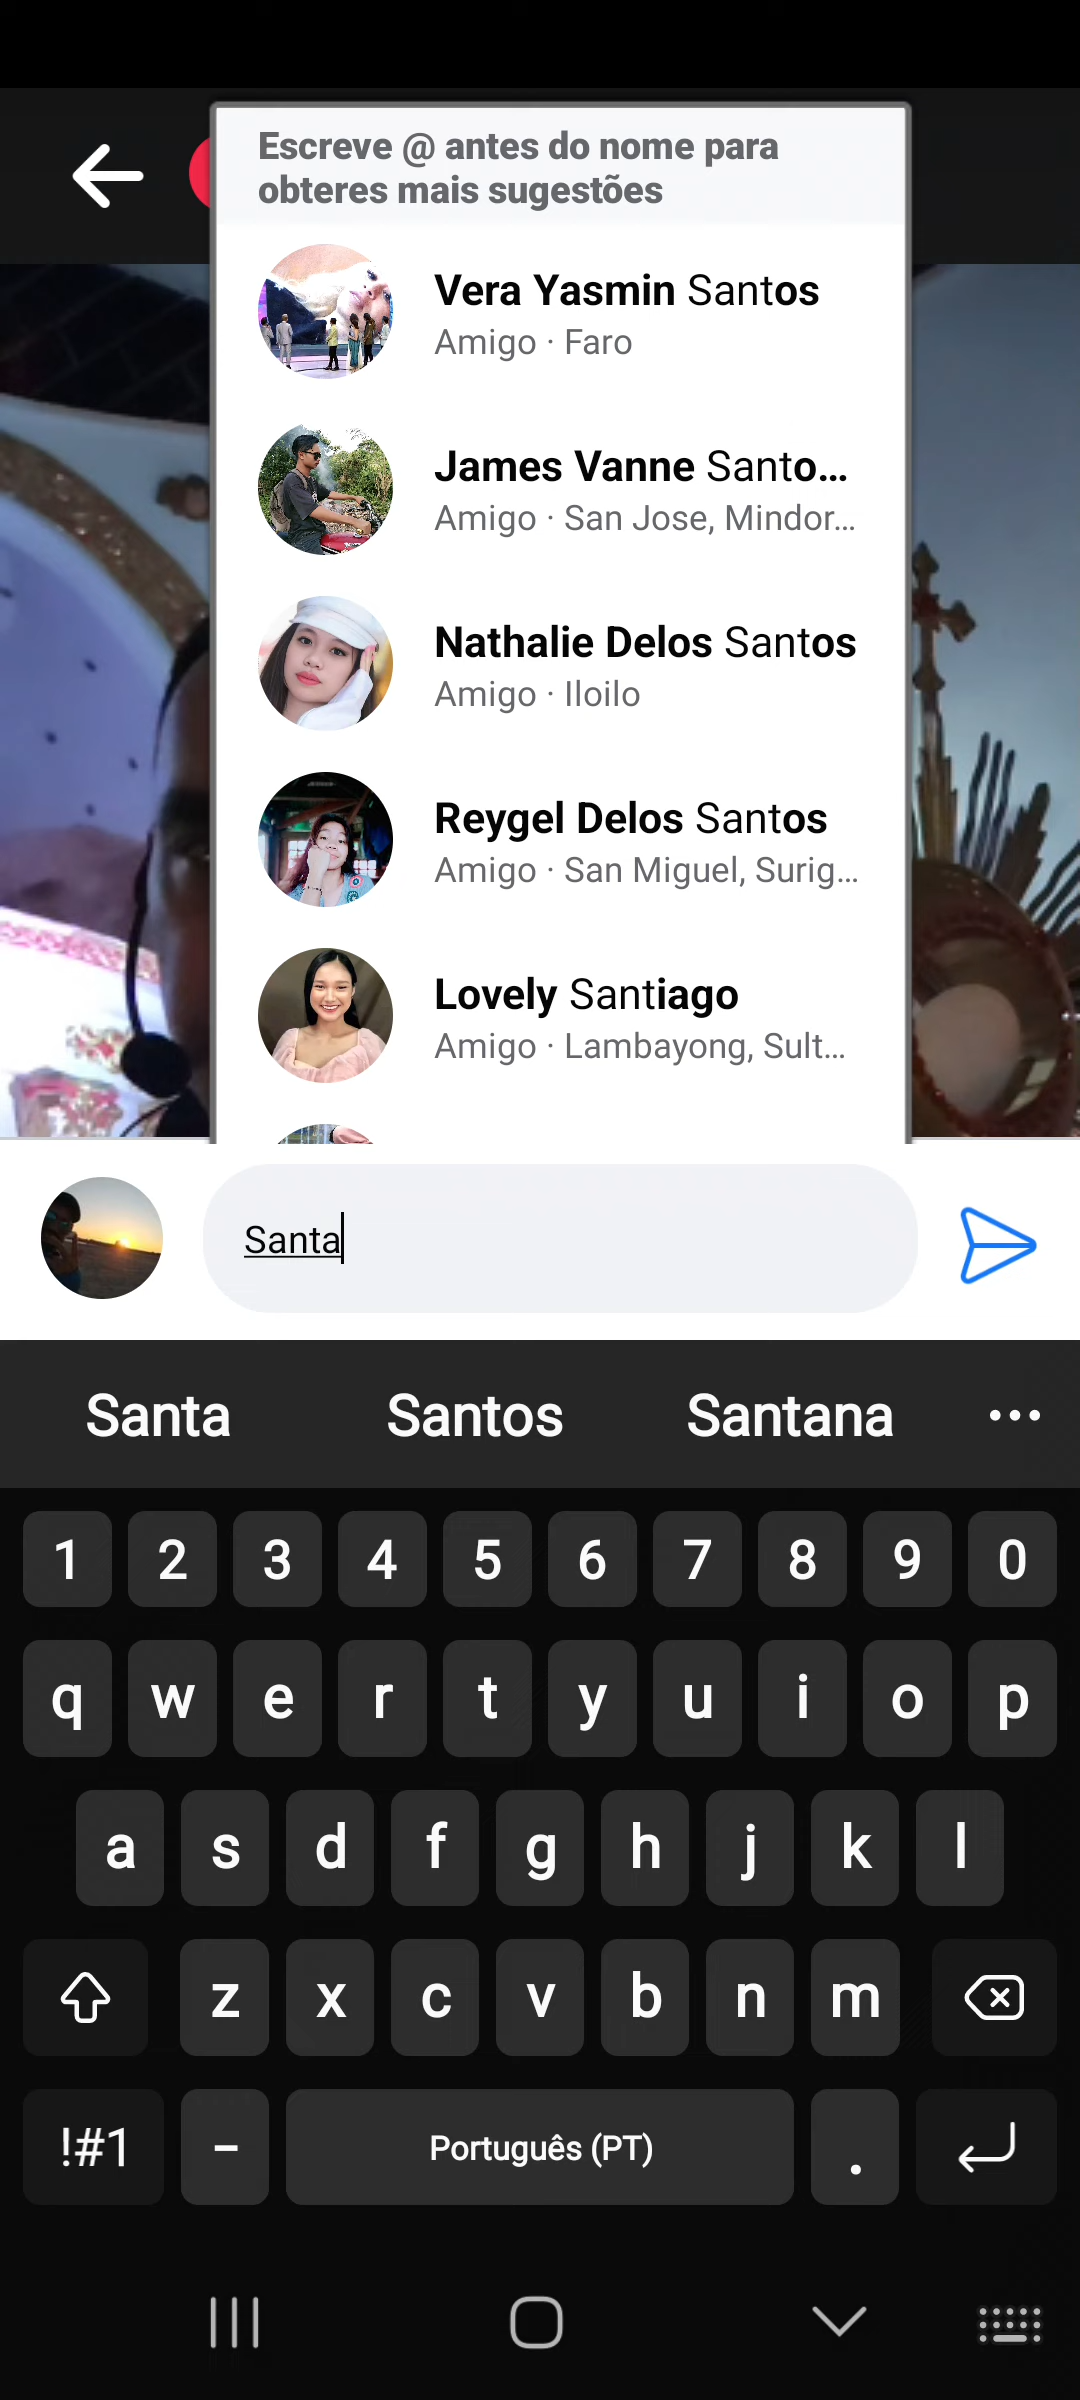 Escreve @ antes do nome para
obteres mais sugestões
Vera Yasmin Santos
Amigo · Faro
James Vanne Santo...
Amigo · San Jose, Mindor...
Nathalie Delos Santos
Amigo · Iloilo
Reygel Delos Santos
Amigo · San Miguel, Surig...
Lovely Santiago
Amigo · Lambayong, Sult...
Santa
Santa Santos Santana
1 2 3 4 5 6 7 8 9 0
q w e r t y u i o p
a s d f g h j k l
z x c v b n m
!#1 - Português (PT) .